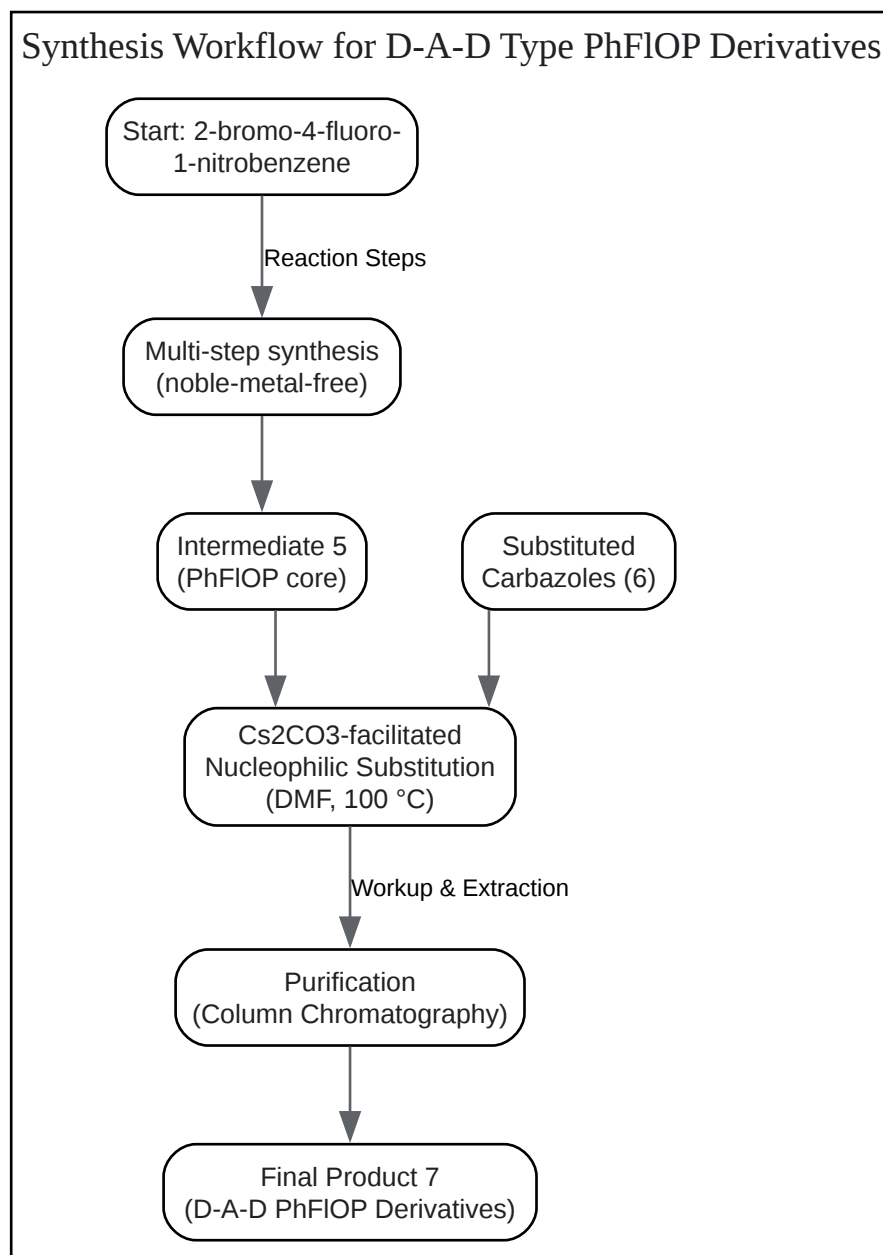 Synthesis Workflow for D-A-D Type PhFlOP Derivatives
Start: 2-bromo-4-fluoro-
1-nitrobenzene
Reaction Steps
Multi-step synthesis
(noble-metal-free)
Intermediate 5
(PhFlOP core)
Substituted
Carbazoles (6)
Cs2CO3-facilitated
Nucleophilic Substitution
(DMF, 100 °C)
Workup & Extraction
Purification
(Column Chromatography)
Final Product 7
(D-A-D PhFlOP Derivatives)